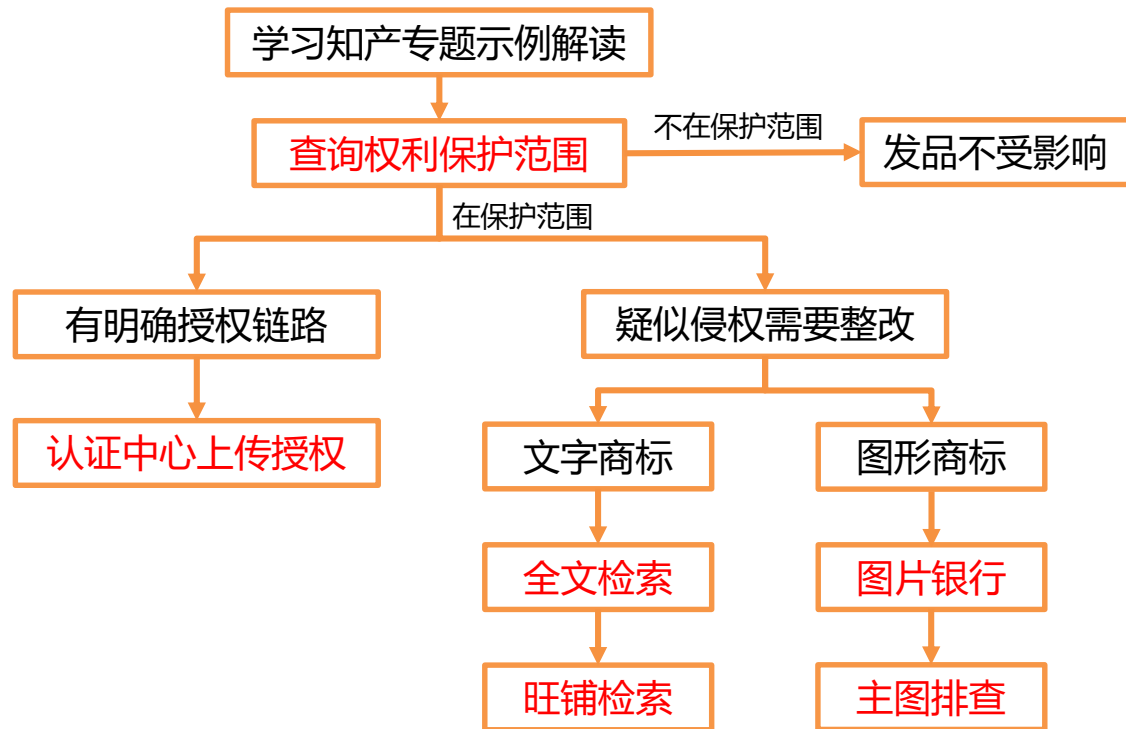 学习知产专题示例解读
查询权利保护范围
不在保护范围
发品不受影响
在保护范围
有明确授权链路
疑似侵权需要整改
认证中心上传授权
文字商标
图形商标
全文检索
图片银行
旺铺检索
主图排查